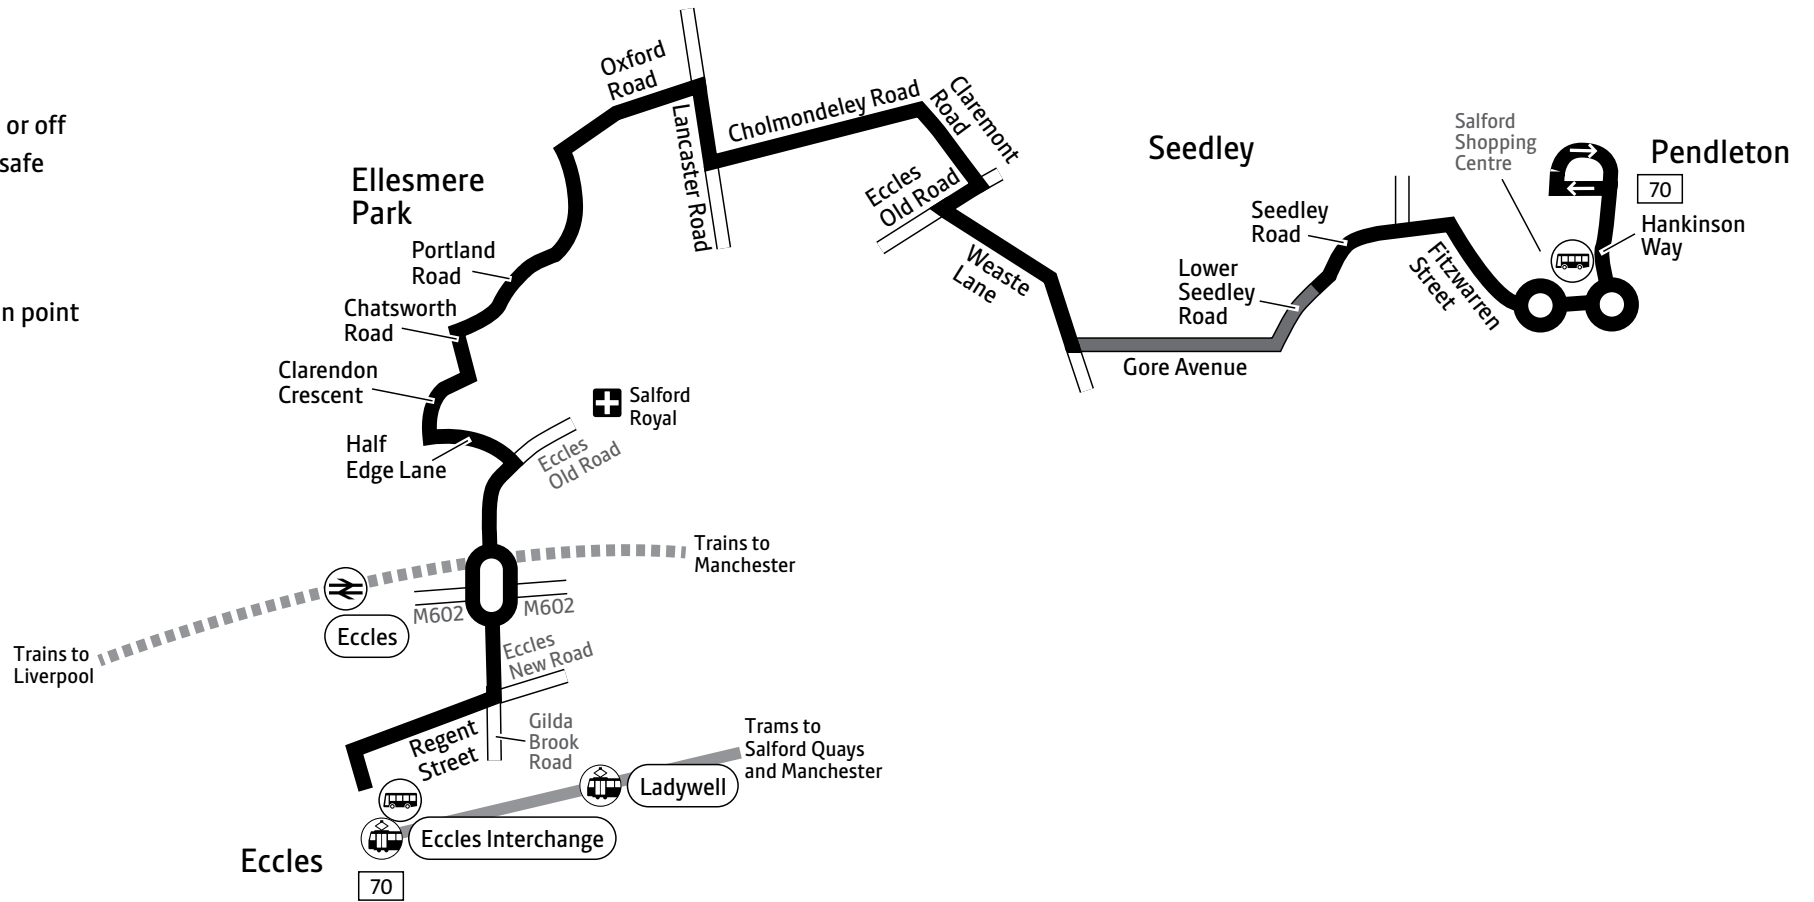 or off
safe
n point
Oxford
Road
Lancaster Road
Cholmondeley Road
Claremont
Road
Eccles
Old Road
Weaste
Lane
Seedley
Salford
Shopping
Centre
Pendleton
70
Hankinson
Way
Seedley
Road
Lower
Seedley
Road
Fitzwarren
Street
Gore Avenue
Ellesmere
Park
Portland
Road
Chatsworth
Road
Clarendon
Crescent
Half
Edge Lane
Salford
Royal
Eccles
Old Road
Trains to
Manchester
M602
M602
Eccles
Trains to
Liverpool
Eccles
New Road
Regent
Street
Gilda
Brook
Road
Trams to
Salford Quays
and Manchester
Ladywell
Eccles Interchange
Eccles
70